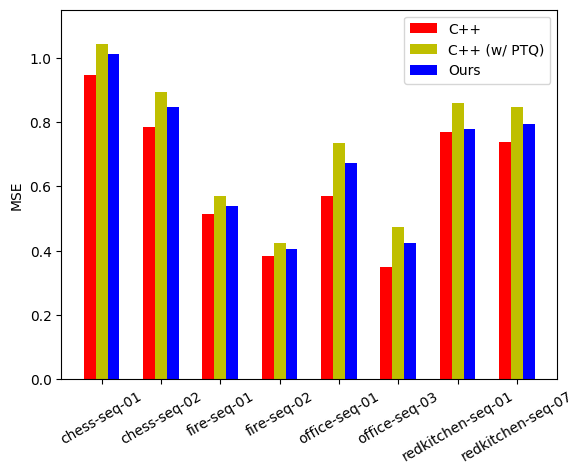 C++
C++ (w/ PTQ)
Ours
MSE
1.0
0.8
0.6
0.4
0.2
0.0
chess-seq-01
chess-seq-02
fire-seq-01
fire-seq-02
office-seq-01
office-seq-03
redkitchen-seq-01
redkitchen-seq-07